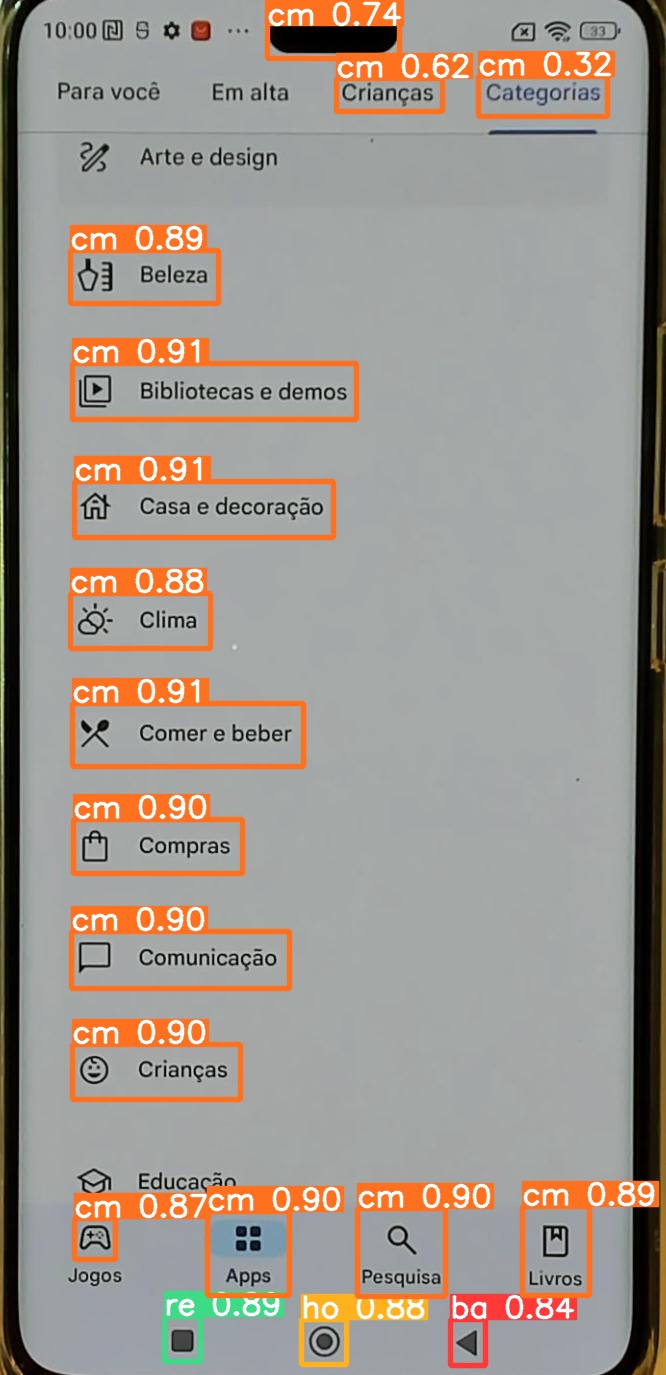 cm 0.74
10:00
33
cm 0.62 cm 0.32
Para você Em alta Crianças Categorias
Arte e design
cm 0.89
Beleza
cm 0.91
Bibliotecas e demos
cm 0.91
Casa e decoração
cm 0.88
Clima
cm 0.91
Comer e beber
cm 0.90
Compras
cm 0.90
Comunicação
cm 0.90
Crianças
Educação
cm 0.87 cm 0.90 cm 0.90 cm 0.89
Jogos Apps Pesquisa Livros
re 0.89 ho 0.88 ba 0.84